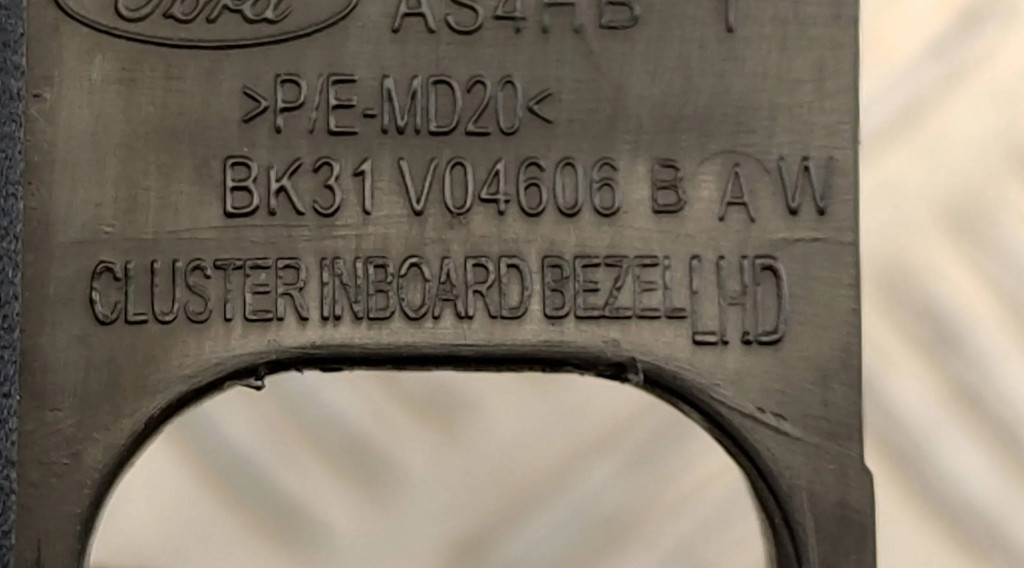 Ford AS4HB
>P/E-MD20<
BK31 V04606 B A W
CLUSTER INBOARD BEZEL LHD